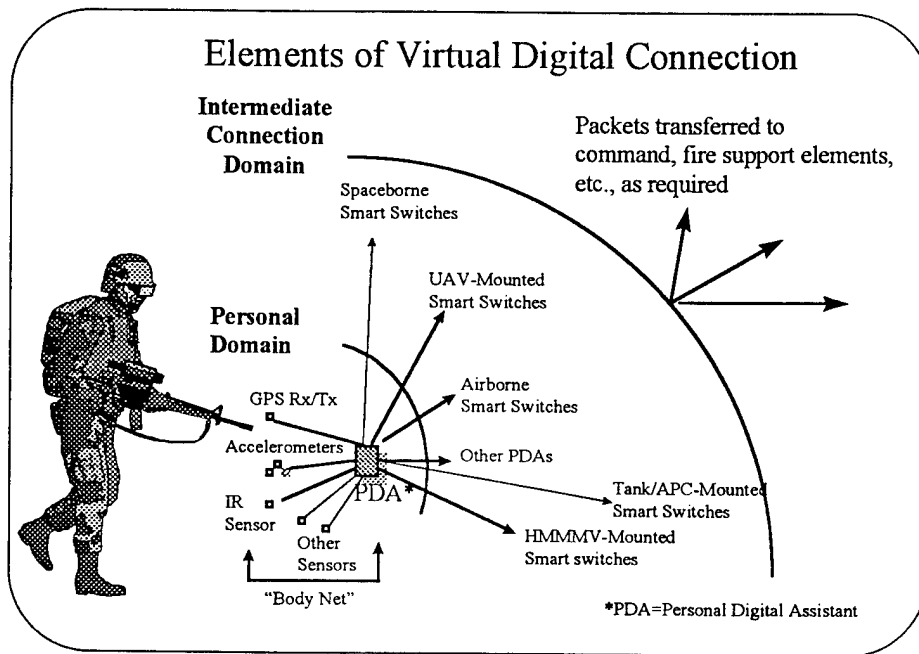 Elements of Virtual Digital Connection
Intermediate
Connection
Domain
Packets transferred to
command, fire support elements,
etc., as required
Spaceborne
Smart Switches
UAV-Mounted
Smart Switches
Personal
Domain
Airborne
Smart Switches
GPS Rx/Tx
Accelerometers
Other PDAs
PDA*
IR
Sensor
Tank/APC-Mounted
Smart Switches
Other
Sensors
HMMMV-Mounted
Smart switches
"Body Net"
*PDA=Personal Digital Assistant